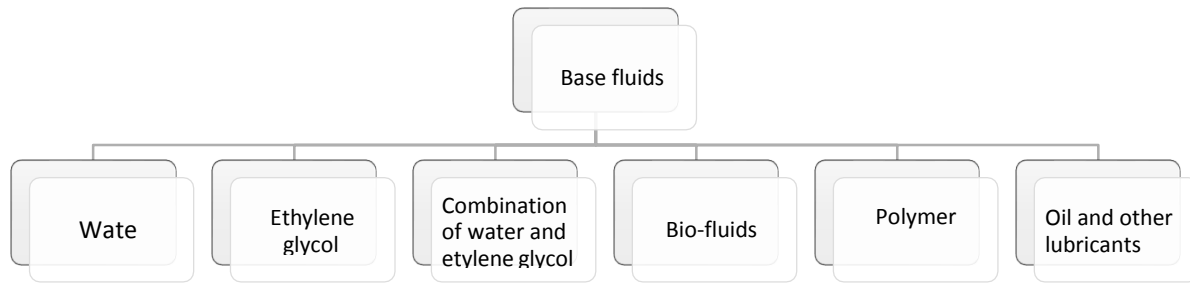 Base fluids
Wate
Ethylene
glycol
Combination
of water and
etylene glycol
Bio-fluids
Polymer
Oil and other
lubricants